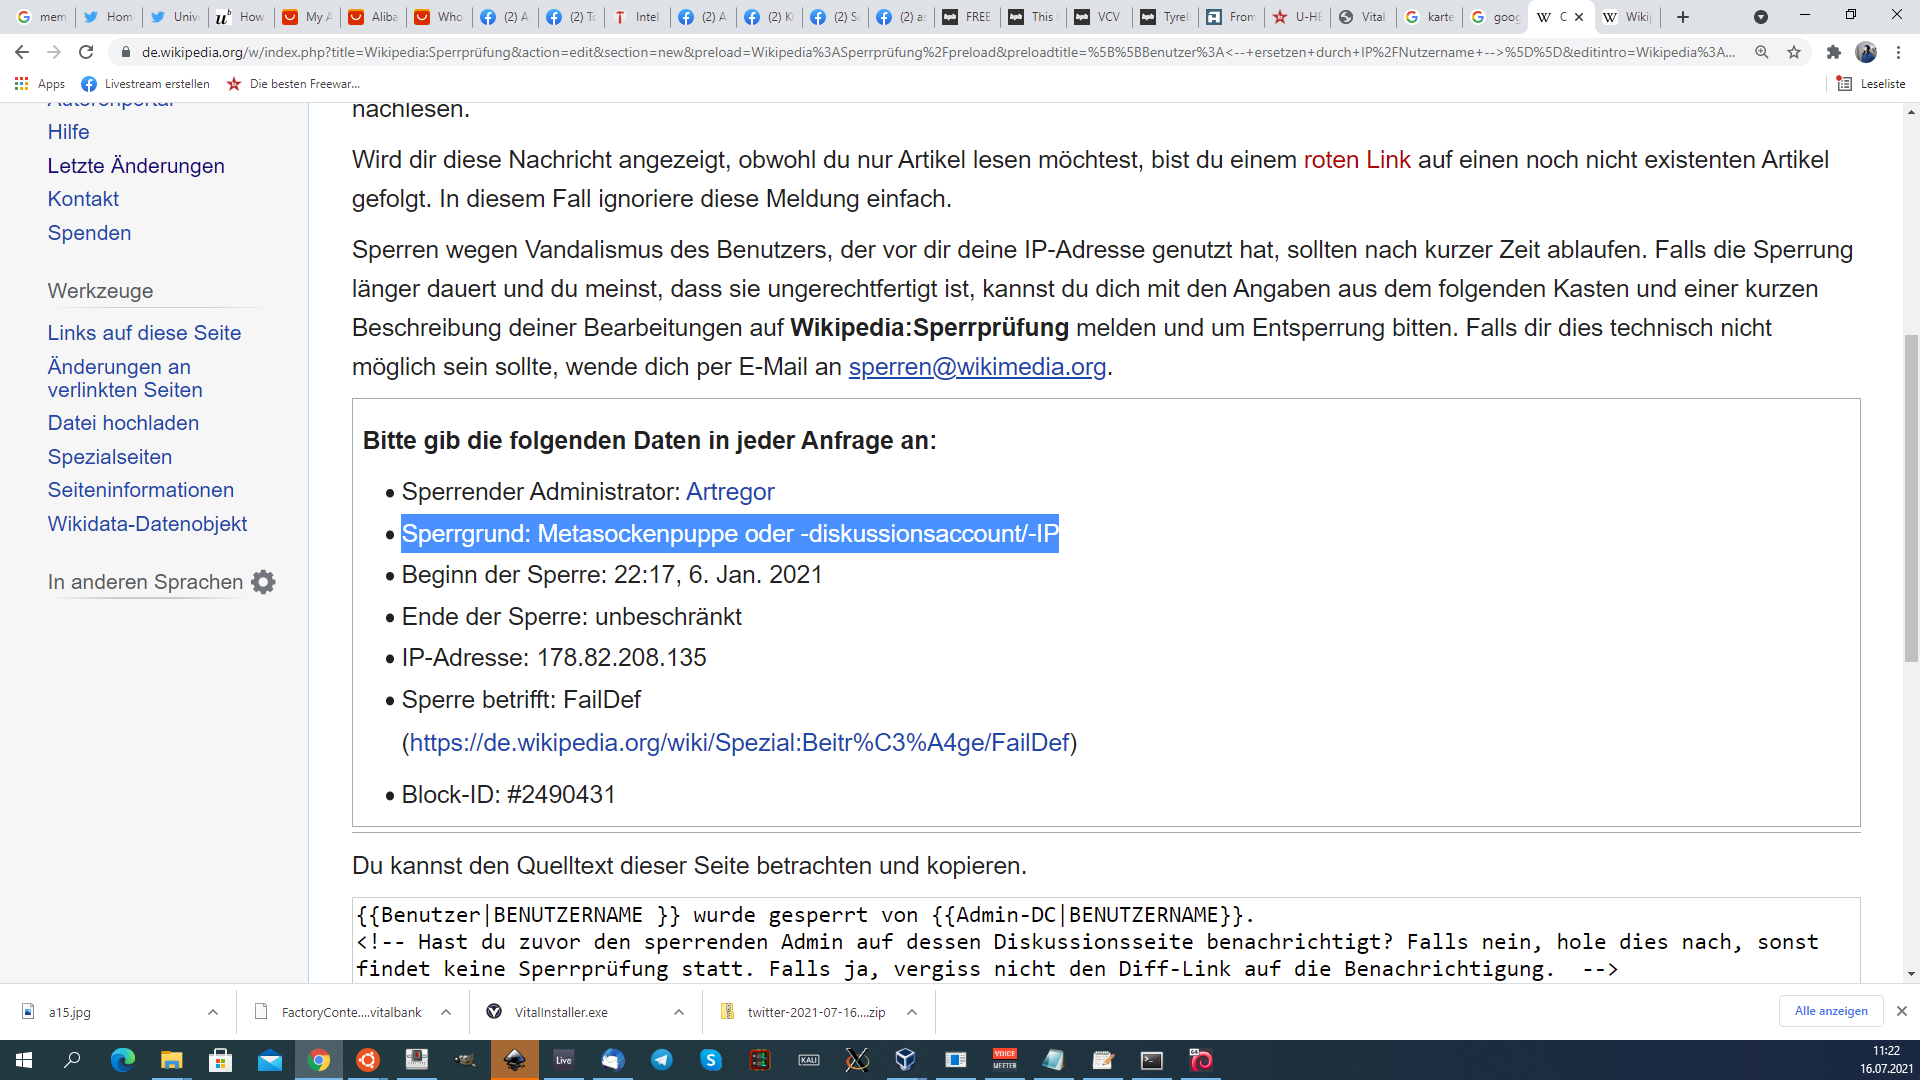 mem
Hom
Univ
How
My A
Aliba
Who
(2) A
(2) To
Intel
(2) A
(2) K
(2) So
(2) a
FREE
This
VCV
Tyrel
From
U-HE
Vital
karte
goog
C
Wiki
de.wikipedia.org/w/index.php?title=Wikipedia:Sperrprüfung&action=edit&section=new&preload=Wikipedia%3ASperrprüfung%2Fpreload&preloadtitle=%5B%5BBenutzer%3A<--+ersetzen+durch+IP%2FNutzername+-->%5D%5D&editintro=Wikipedia%3A...
Apps
Livestream erstellen
Die besten Freewar...
Leseliste
Autorenportal
Hilfe
Letzte Änderungen
Kontakt
Spenden
Werkzeuge
Links auf diese Seite
Änderungen an
verlinkten Seiten
Datei hochladen
Spezialseiten
Seiteninformationen
Wikidata-Datenobjekt
In anderen Sprachen
nachlesen.
Wird dir diese Nachricht angezeigt, obwohl du nur Artikel lesen möchtest, bist du einem roten Link auf einen noch nicht existenten Artikel
gefolgt. In diesem Fall ignoriere diese Meldung einfach.
Sperren wegen Vandalismus des Benutzers, der vor dir deine IP-Adresse genutzt hat, sollten nach kurzer Zeit ablaufen. Falls die Sperrung
länger dauert und du meinst, dass sie ungerechtfertigt ist, kannst du dich mit den Angaben aus dem folgenden Kasten und einer kurzen
Beschreibung deiner Bearbeitungen auf Wikipedia:Sperrprüfung melden und um Entsperrung bitten. Falls dir dies technisch nicht
möglich sein sollte, wende dich per E-Mail an sperren@wikimedia.org.
Bitte gib die folgenden Daten in jeder Anfrage an:
Sperrender Administrator: Artregor
Sperrgrund: Metasockenpuppe oder -diskussionsaccount/-IP
Beginn der Sperre: 22:17, 6. Jan. 2021
Ende der Sperre: unbeschränkt
IP-Adresse: 178.82.208.135
Sperre betrifft: FailDef
(https://de.wikipedia.org/wiki/Spezial:Beitr%C3%A4ge/FailDef)
Block-ID: #2490431
Du kannst den Quelltext dieser Seite betrachten und kopieren.
{{Benutzer|BENUTZERNAME }} wurde gesperrt von {{Admin-DC|BENUTZERNAME}}.
<!-- Hast du zuvor den sperrenden Admin auf dessen Diskussionsseite benachrichtigt? Falls nein, hole dies nach, sonst
findet keine Sperrprüfung statt. Falls ja, vergiss nicht den Diff-Link auf die Benachrichtigung. -->
a15.jpg
FactoryConte....vitalbank
VitalInstaller.exe
twitter-2021-07-16....zip
Alle anzeigen
Live
KALI
VOICE
MEETER
11:22
16.07.2021